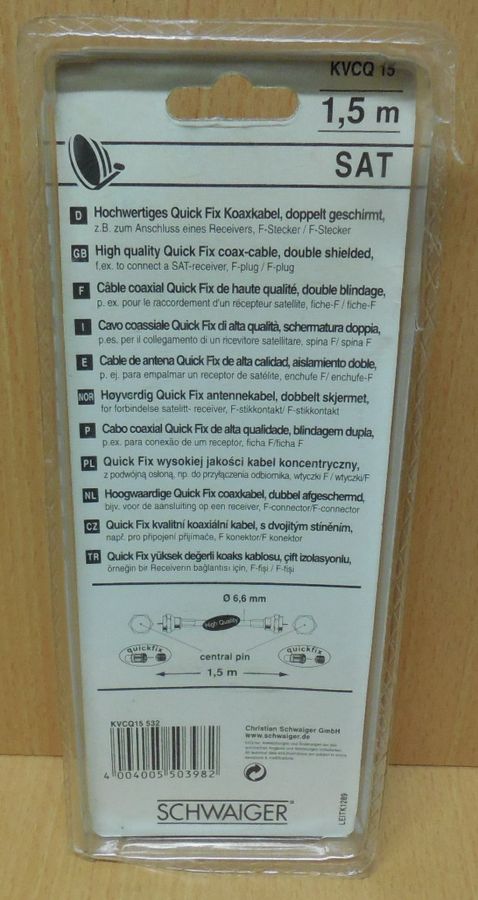 KVCQ 15
1,5 m
SAT
D Hochwertiges Quick Fix Koaxkabel, doppelt geschirmt,
z.B. zum Anschluss eines Receivers, F-Stecker / F-Stecker
GB High quality Quick Fix coax-cable, double shielded,
f.ex. to connect a SAT-receiver, F-plug / F-plug
F Câble coaxial Quick Fix de haute qualité, double blindage,
p. ex. pour le raccordement d'un récepteur satellite, fiche-F / fiche-F
I Cavo coassiale Quick Fix di alta qualità, schermatura doppia,
p.es. per il collegamento di un ricevitore satellitare, spina F/ spina F
E Cable de antena Quick Fix de alta calidad, aislamiento doble,
p. ej. para empalmar un receptor de satélite, enchufe F/ enchufe-F
NOR Høyverdig Quick Fix antennekabel, dobbelt skjermet,
for forbindelse satelitt- receiver, F-stikkontakt/ F-stikkontakt
P Cabo coaxial Quick Fix de alta qualidade, blindagem dupla,
p.ex. para conexão de um receptor, ficha F/ficha F
PL Quick Fix wysokiej jakości kabel koncentryczny,
z podwójną osłoną, np. do przyłączenia odbiornika, wtyczki F / wtyczki/F
NL Hoogwaardige Quick Fix coaxkabel, dubbel afgeschermd,
bijv. voor de aansluiting op een receiver, F-connector/F-connector
CZ Quick Fix kvalitní koaxiální kabel, s dvojitým stíněním,
např. pro připojení přijímače, F konektor/F konektor
TR Quick Fix yüksek değerli koaks kablosu, çift izolasyonlu,
örneğin bir Receiverin bağlantısı için, F-fişi / F-fişi
Ø 6,6 mm
High Quality
quickfix
central pin
quickfix
1,5 m
KVCQ15 532
4 004005 503982
Christian Schwaiger GmbH
www.schwaiger.de
SCHWAIGER
LEITK1289